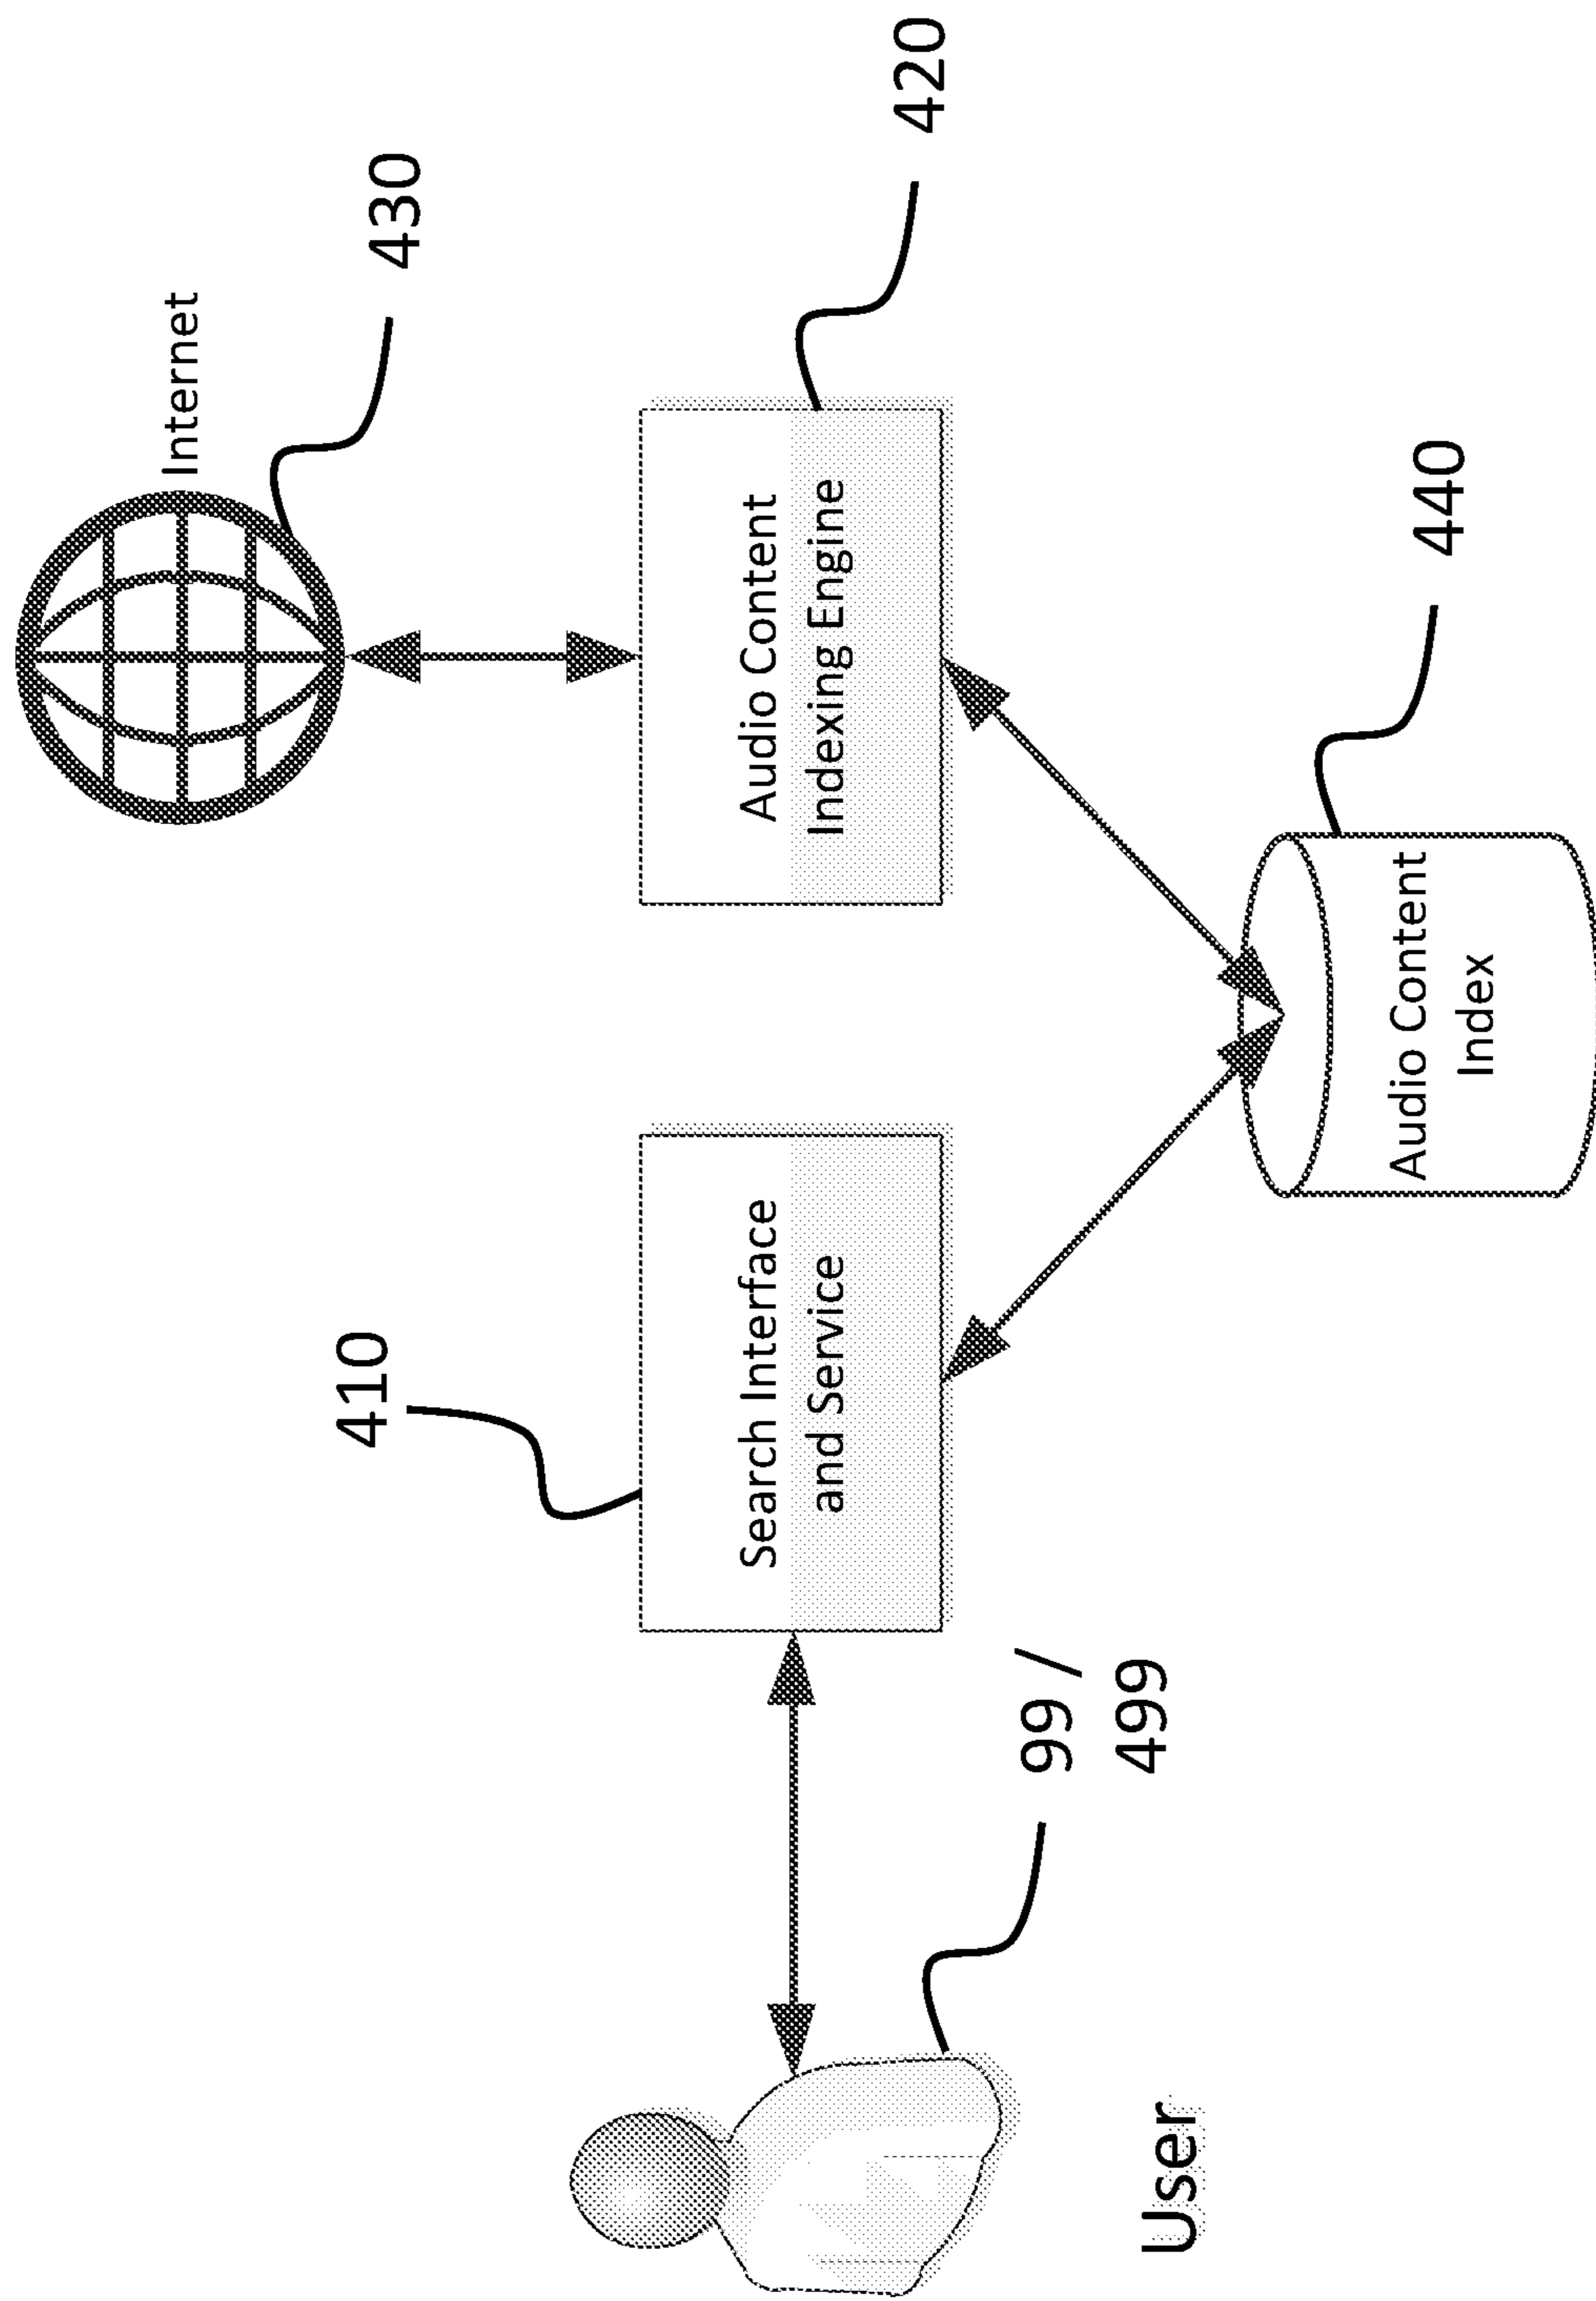 Internet
430
410
420
Search Interface
and Service
Audio Content
Indexing Engine
99 /
499
440
User
Audio Content
Index